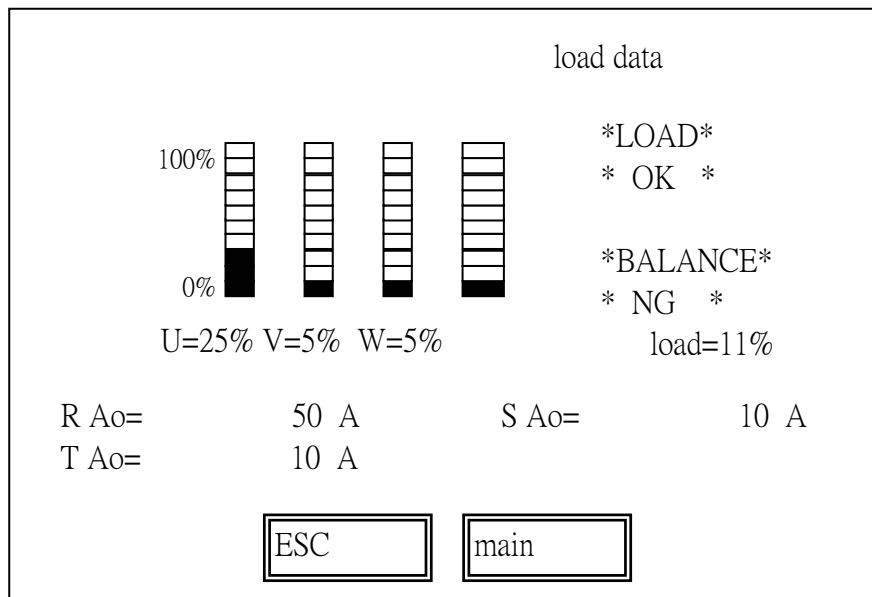 load data
*LOAD*
100%
* OK *
*BALANCE*
0%
* NG *
U=25% V=5% W=5%
load=11%
R Ao= 50 A S Ao= 10 A
T Ao= 10 A
ESC main